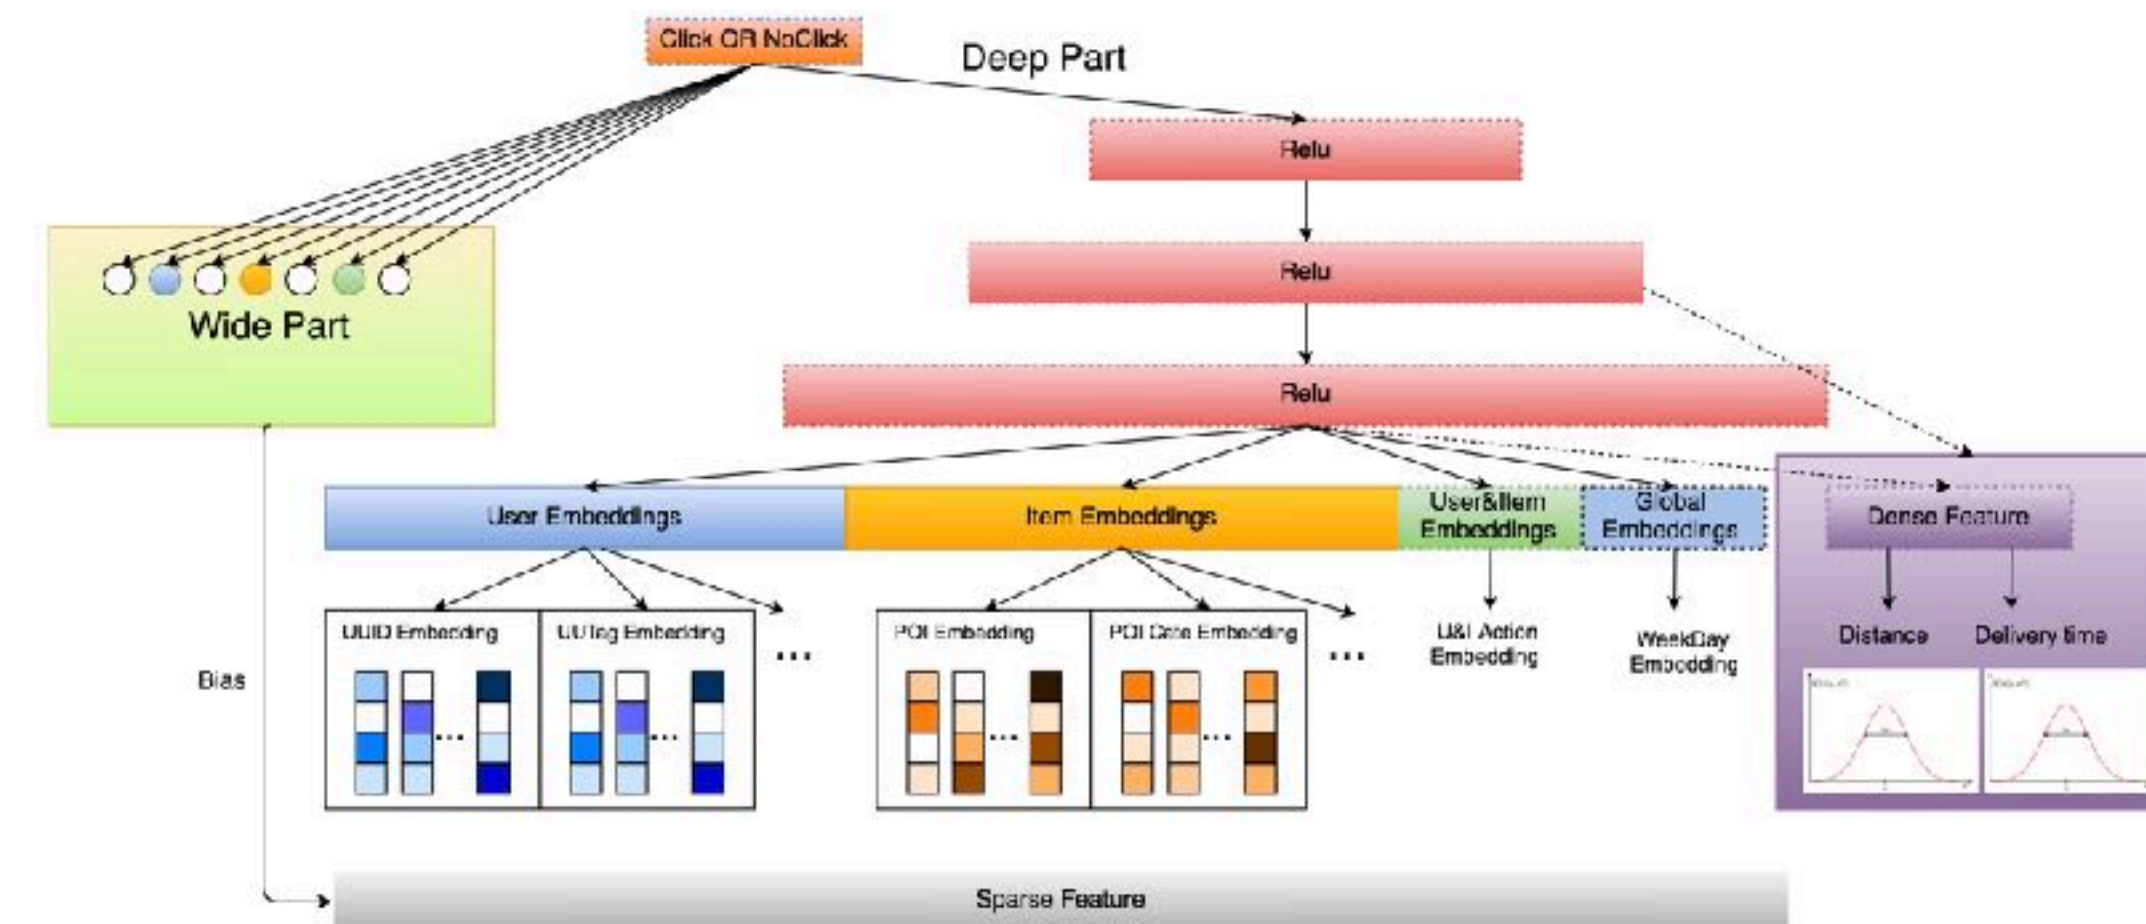 Click OR NoClick
Deep Part
Relu
Relu
Wide Part
Relu
User Embeddings
Item Embeddings
User&Item
Embeddings
Global
Embeddings
Dense Feature
UUID Embedding
UUTag Embedding
...
POI Embedding
POI Cate Embedding
...
U&I Action
Embedding
WeekDay
Embedding
Distance
Delivery time
Bias
...
...
...
...
Sparse Feature